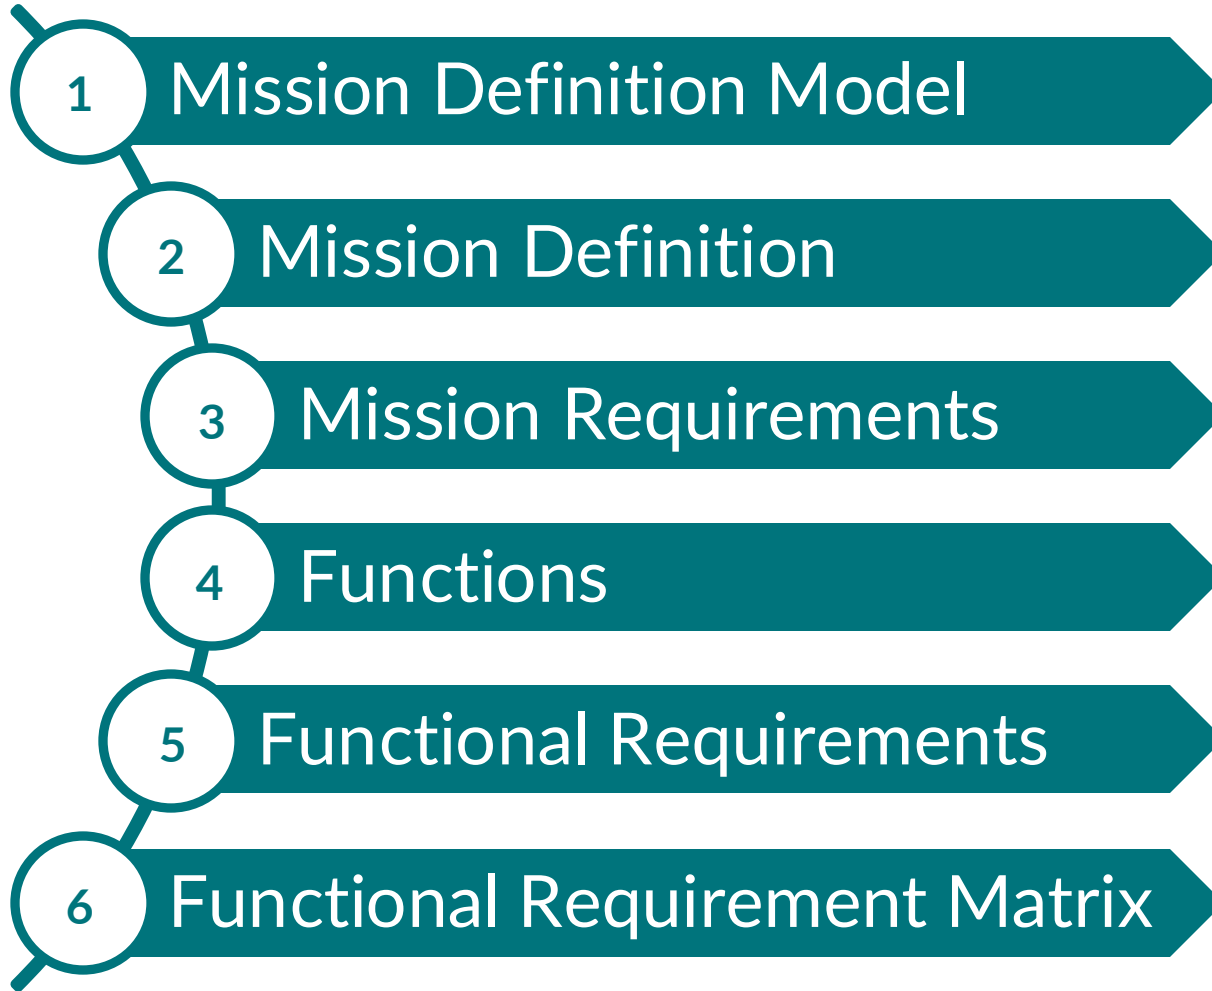 1 Mission Definition Model
2 Mission Definition
3 Mission Requirements
4 Functions
5 Functional Requirements
6 Functional Requirement Matrix